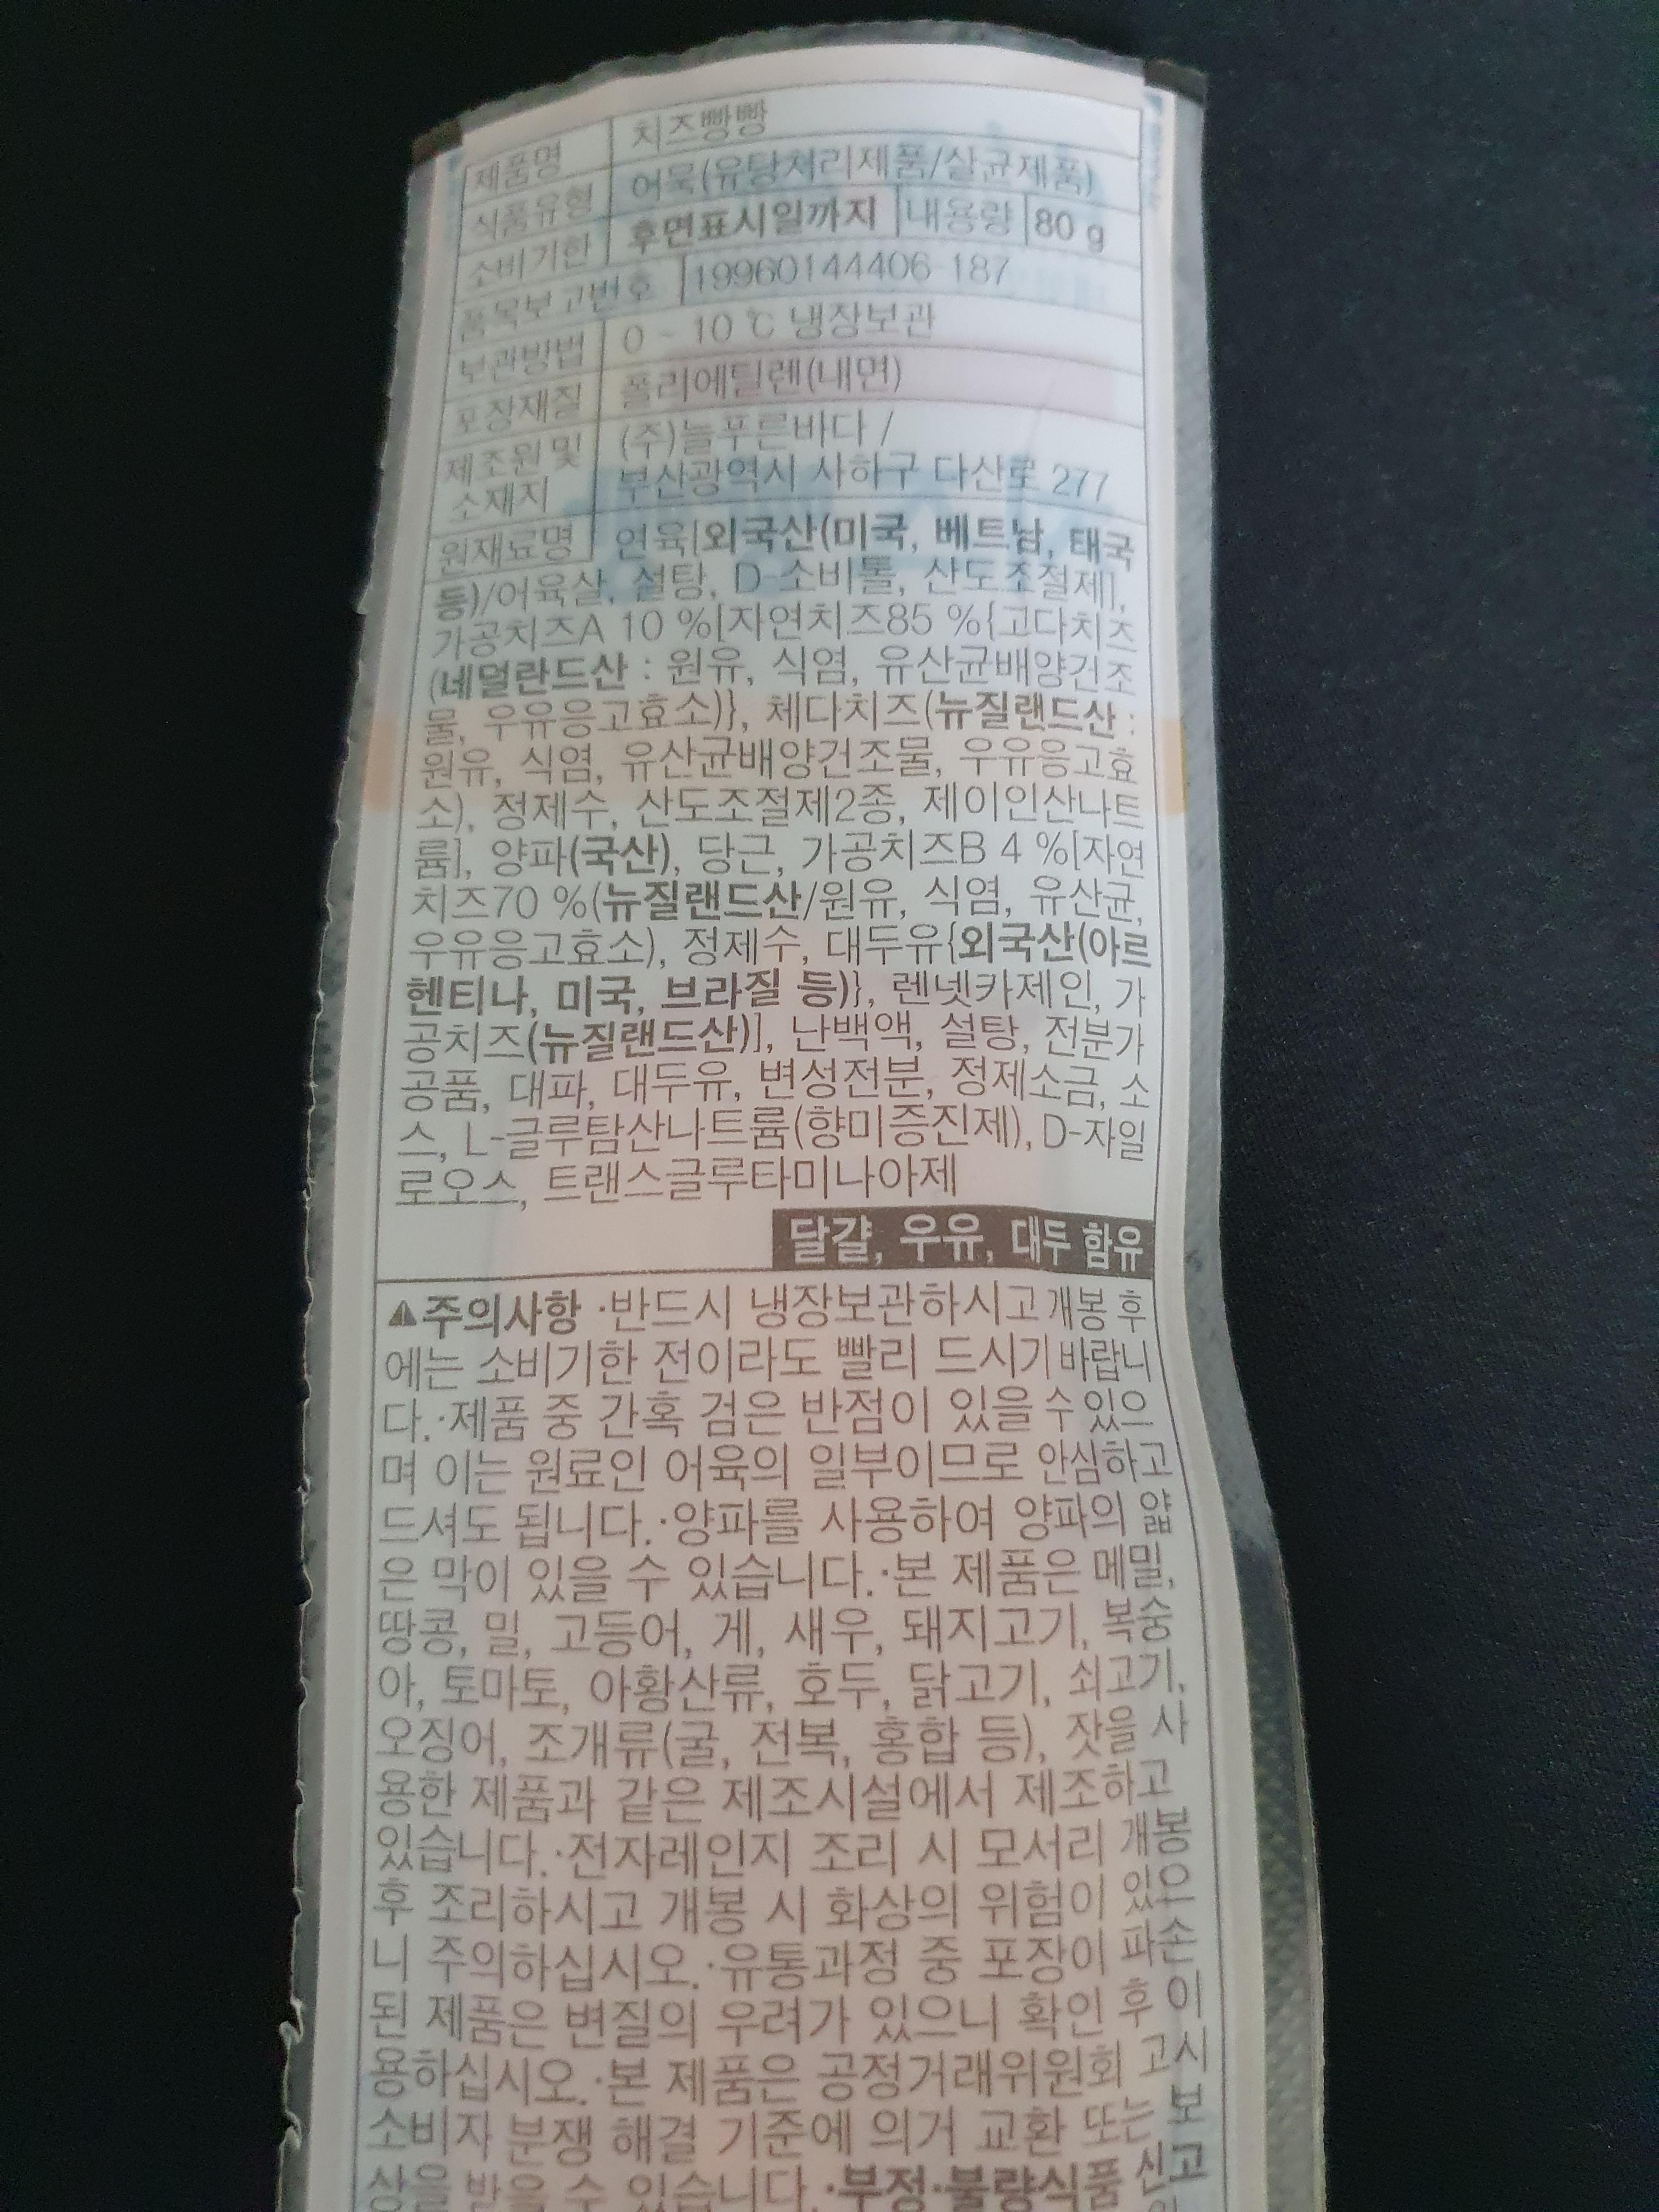 제품명 치즈빵빵
식품유형 어묵(유탕처리제품/살균제품)
소비기한 후면표시일까지 내용량 80 g
품목보고번호 19960144406-187
보관방법 0 ~ 10 ℃ 냉장보관
포장재질 폴리에틸렌(내면)
제조원 및 (주)늘푸른바다 /
소재지 부산광역시 사하구 다산로 277
원재료명 연육[외국산(미국, 베트남, 태국
등)/어육살, 설탕, D-소비톨, 산도조절제],
가공치즈A 10 %[자연치즈85 %{고다치즈
(네덜란드산 : 원유, 식염, 유산균배양건조
물, 우유응고효소)}, 체다치즈(뉴질랜드산 :
원유, 식염, 유산균배양건조물, 우유응고효
소), 정제수, 산도조절제2종, 제이인산나트
륨], 양파(국산), 당근, 가공치즈B 4 %[자연
치즈70 %(뉴질랜드산/원유, 식염, 유산균,
우유응고효소), 정제수, 대두유{외국산(아르
헨티나, 미국, 브라질 등)}, 렌넷카제인, 가
공치즈(뉴질랜드산)], 난백액, 설탕, 전분가
공품, 대파, 대두유, 변성전분, 정제소금, 소
스, L-글루탐산나트륨(향미증진제), D-자일
로오스, 트랜스글루타미나아제
달걀, 우유, 대두 함유
⚠주의사항 ·반드시 냉장보관하시고 개봉 후
에는 소비기한 전이라도 빨리 드시기 바랍니
다. ·제품 중 간혹 검은 반점이 있을 수 있으
며 이는 원료인 어육의 일부이므로 안심하고
드셔도 됩니다. ·양파를 사용하여 양파의 얇
은 막이 있을 수 있습니다. ·본 제품은 메밀,
땅콩, 밀, 고등어, 게, 새우, 돼지고기, 복숭
아, 토마토, 아황산류, 호두, 닭고기, 쇠고기,
오징어, 조개류(굴, 전복, 홍합 등), 잣을 사
용한 제품과 같은 제조시설에서 제조하고
있습니다. ·전자레인지 조리 시 모서리 개봉
후 조리하시고 개봉 시 화상의 위험이 있으
니 주의하십시오. ·유통과정 중 포장이 파손
된 제품은 변질의 우려가 있으니 확인 후 이
용하십시오. ·본 제품은 공정거래위원회 고시
소비자 분쟁 해결 기준에 의거 교환 또는 보
상을 받을 수 있습니다. ·부정·불량식품 신고